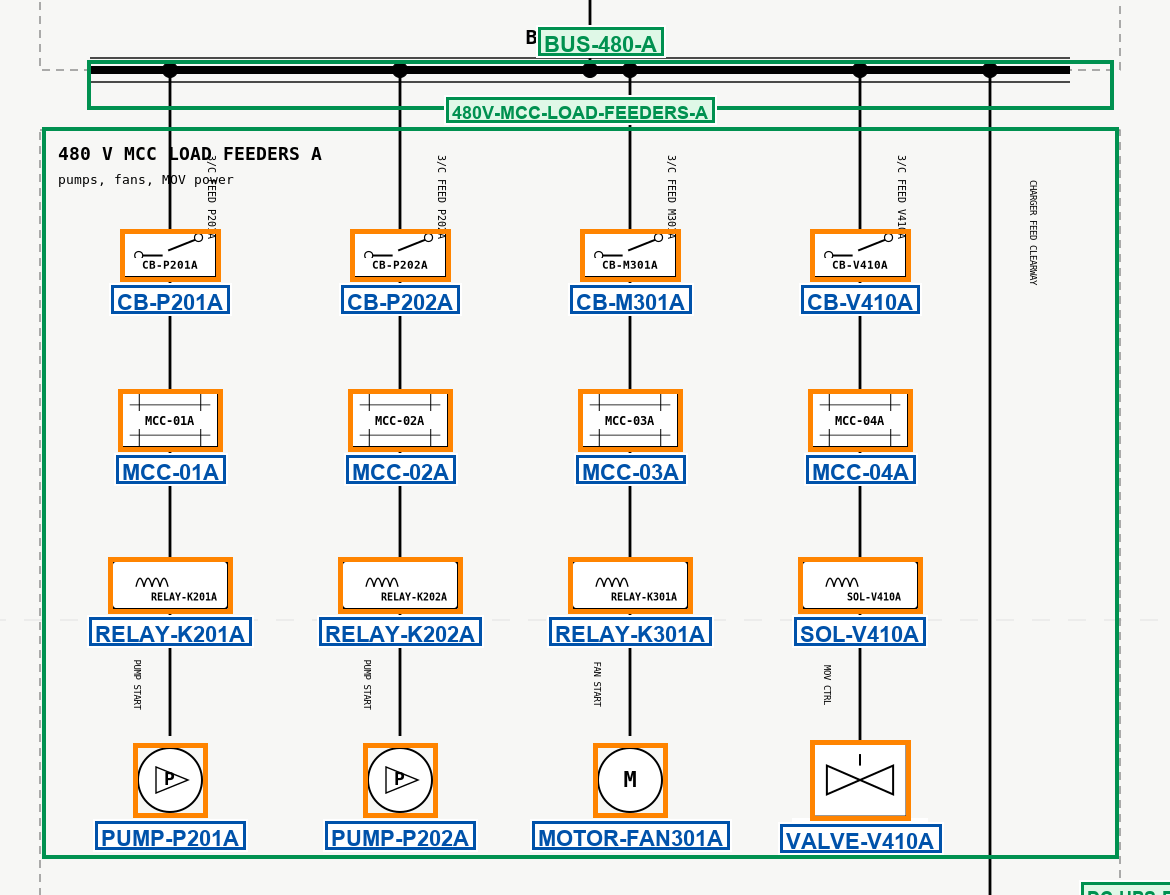 BUS-480-A
480V-MCC-LOAD-FEEDERS-A
480 V MCC LOAD FEEDERS A
pumps, fans, MOV power
3/C FEED P201A
3/C FEED P202A
3/C FEED M301A
3/C FEED V410A
CHARGER FEED CLEARWAY
CB-P201A
CB-P202A
CB-M301A
CB-V410A
CB-P201A
CB-P202A
CB-M301A
CB-V410A
MCC-01A
MCC-02A
MCC-03A
MCC-04A
MCC-01A
MCC-02A
MCC-03A
MCC-04A
RELAY-K201A
RELAY-K202A
RELAY-K301A
SOL-V410A
RELAY-K201A
RELAY-K202A
RELAY-K301A
SOL-V410A
PUMP START
PUMP START
FAN START
MOV CTRL
P
P
M
PUMP-P201A
PUMP-P202A
MOTOR-FAN301A
VALVE-V410A